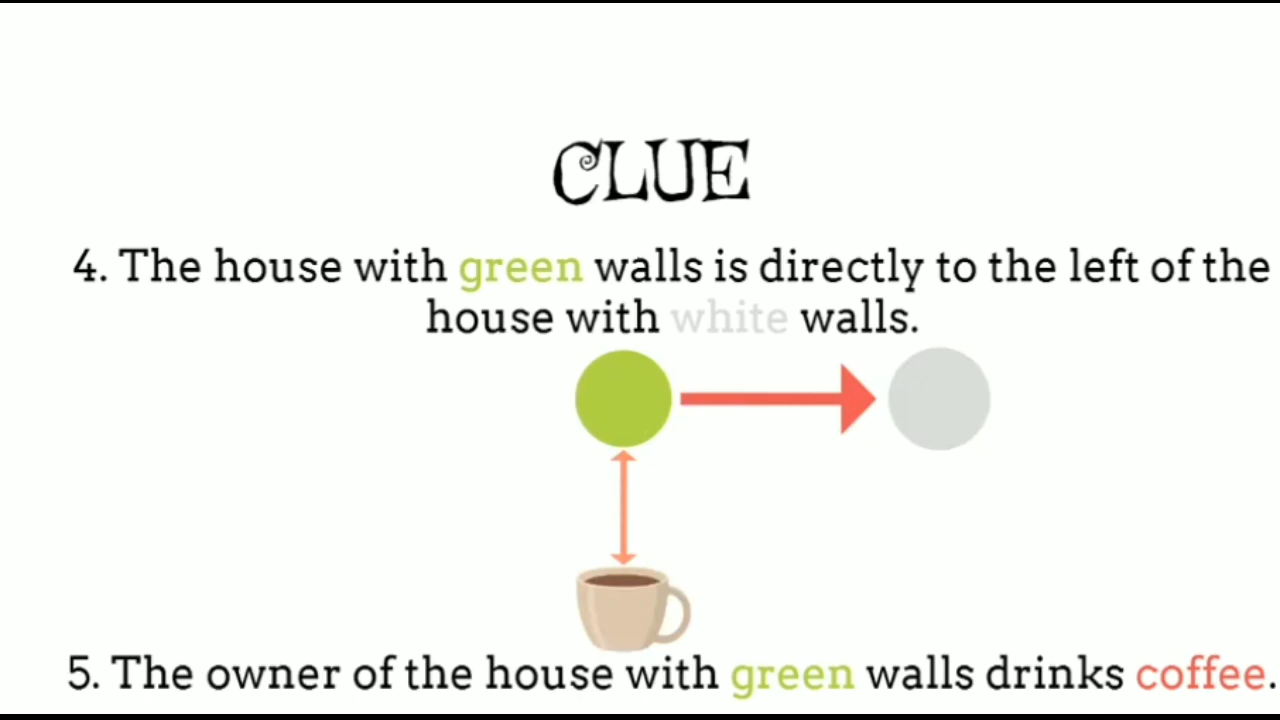 CLUE
4. The house with green walls is directly to the left of the
house with white walls.
5. The owner of the house with green walls drinks coffee.